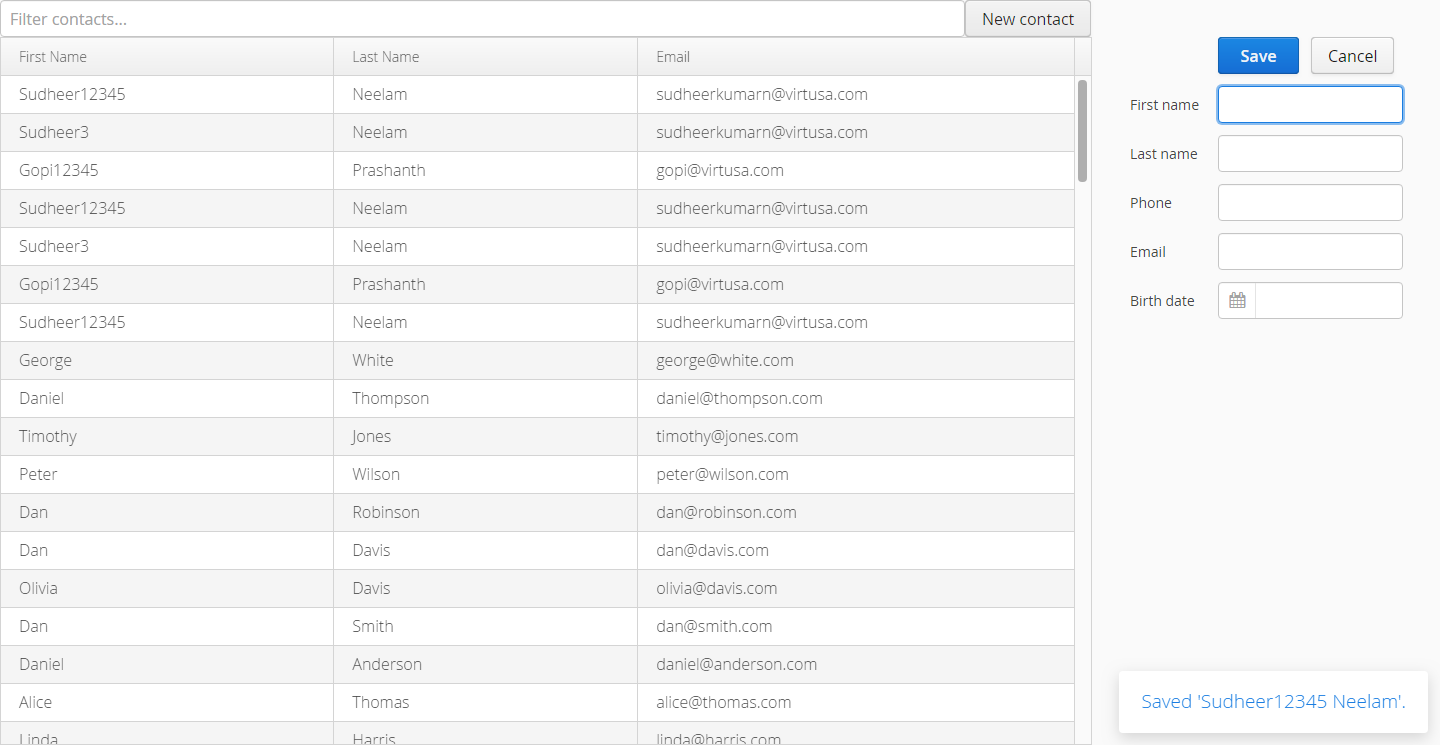 Filter contacts... New contact
First Name Last Name Email
Sudheer12345 Neelam sudheerkumarn@virtusa.com
Sudheer3 Neelam sudheerkumarn@virtusa.com
Gopi12345 Prashanth gopi@virtusa.com
Sudheer12345 Neelam sudheerkumarn@virtusa.com
Sudheer3 Neelam sudheerkumarn@virtusa.com
Gopi12345 Prashanth gopi@virtusa.com
Sudheer12345 Neelam sudheerkumarn@virtusa.com
George White george@white.com
Daniel Thompson daniel@thompson.com
Timothy Jones timothy@jones.com
Peter Wilson peter@wilson.com
Dan Robinson dan@robinson.com
Dan Davis dan@davis.com
Olivia Davis olivia@davis.com
Dan Smith dan@smith.com
Daniel Anderson daniel@anderson.com
Alice Thomas alice@thomas.com
Linda Harris linda@harris.com
Save Cancel
First name
Last name
Phone
Email
Birth date
Saved 'Sudheer12345 Neelam'.